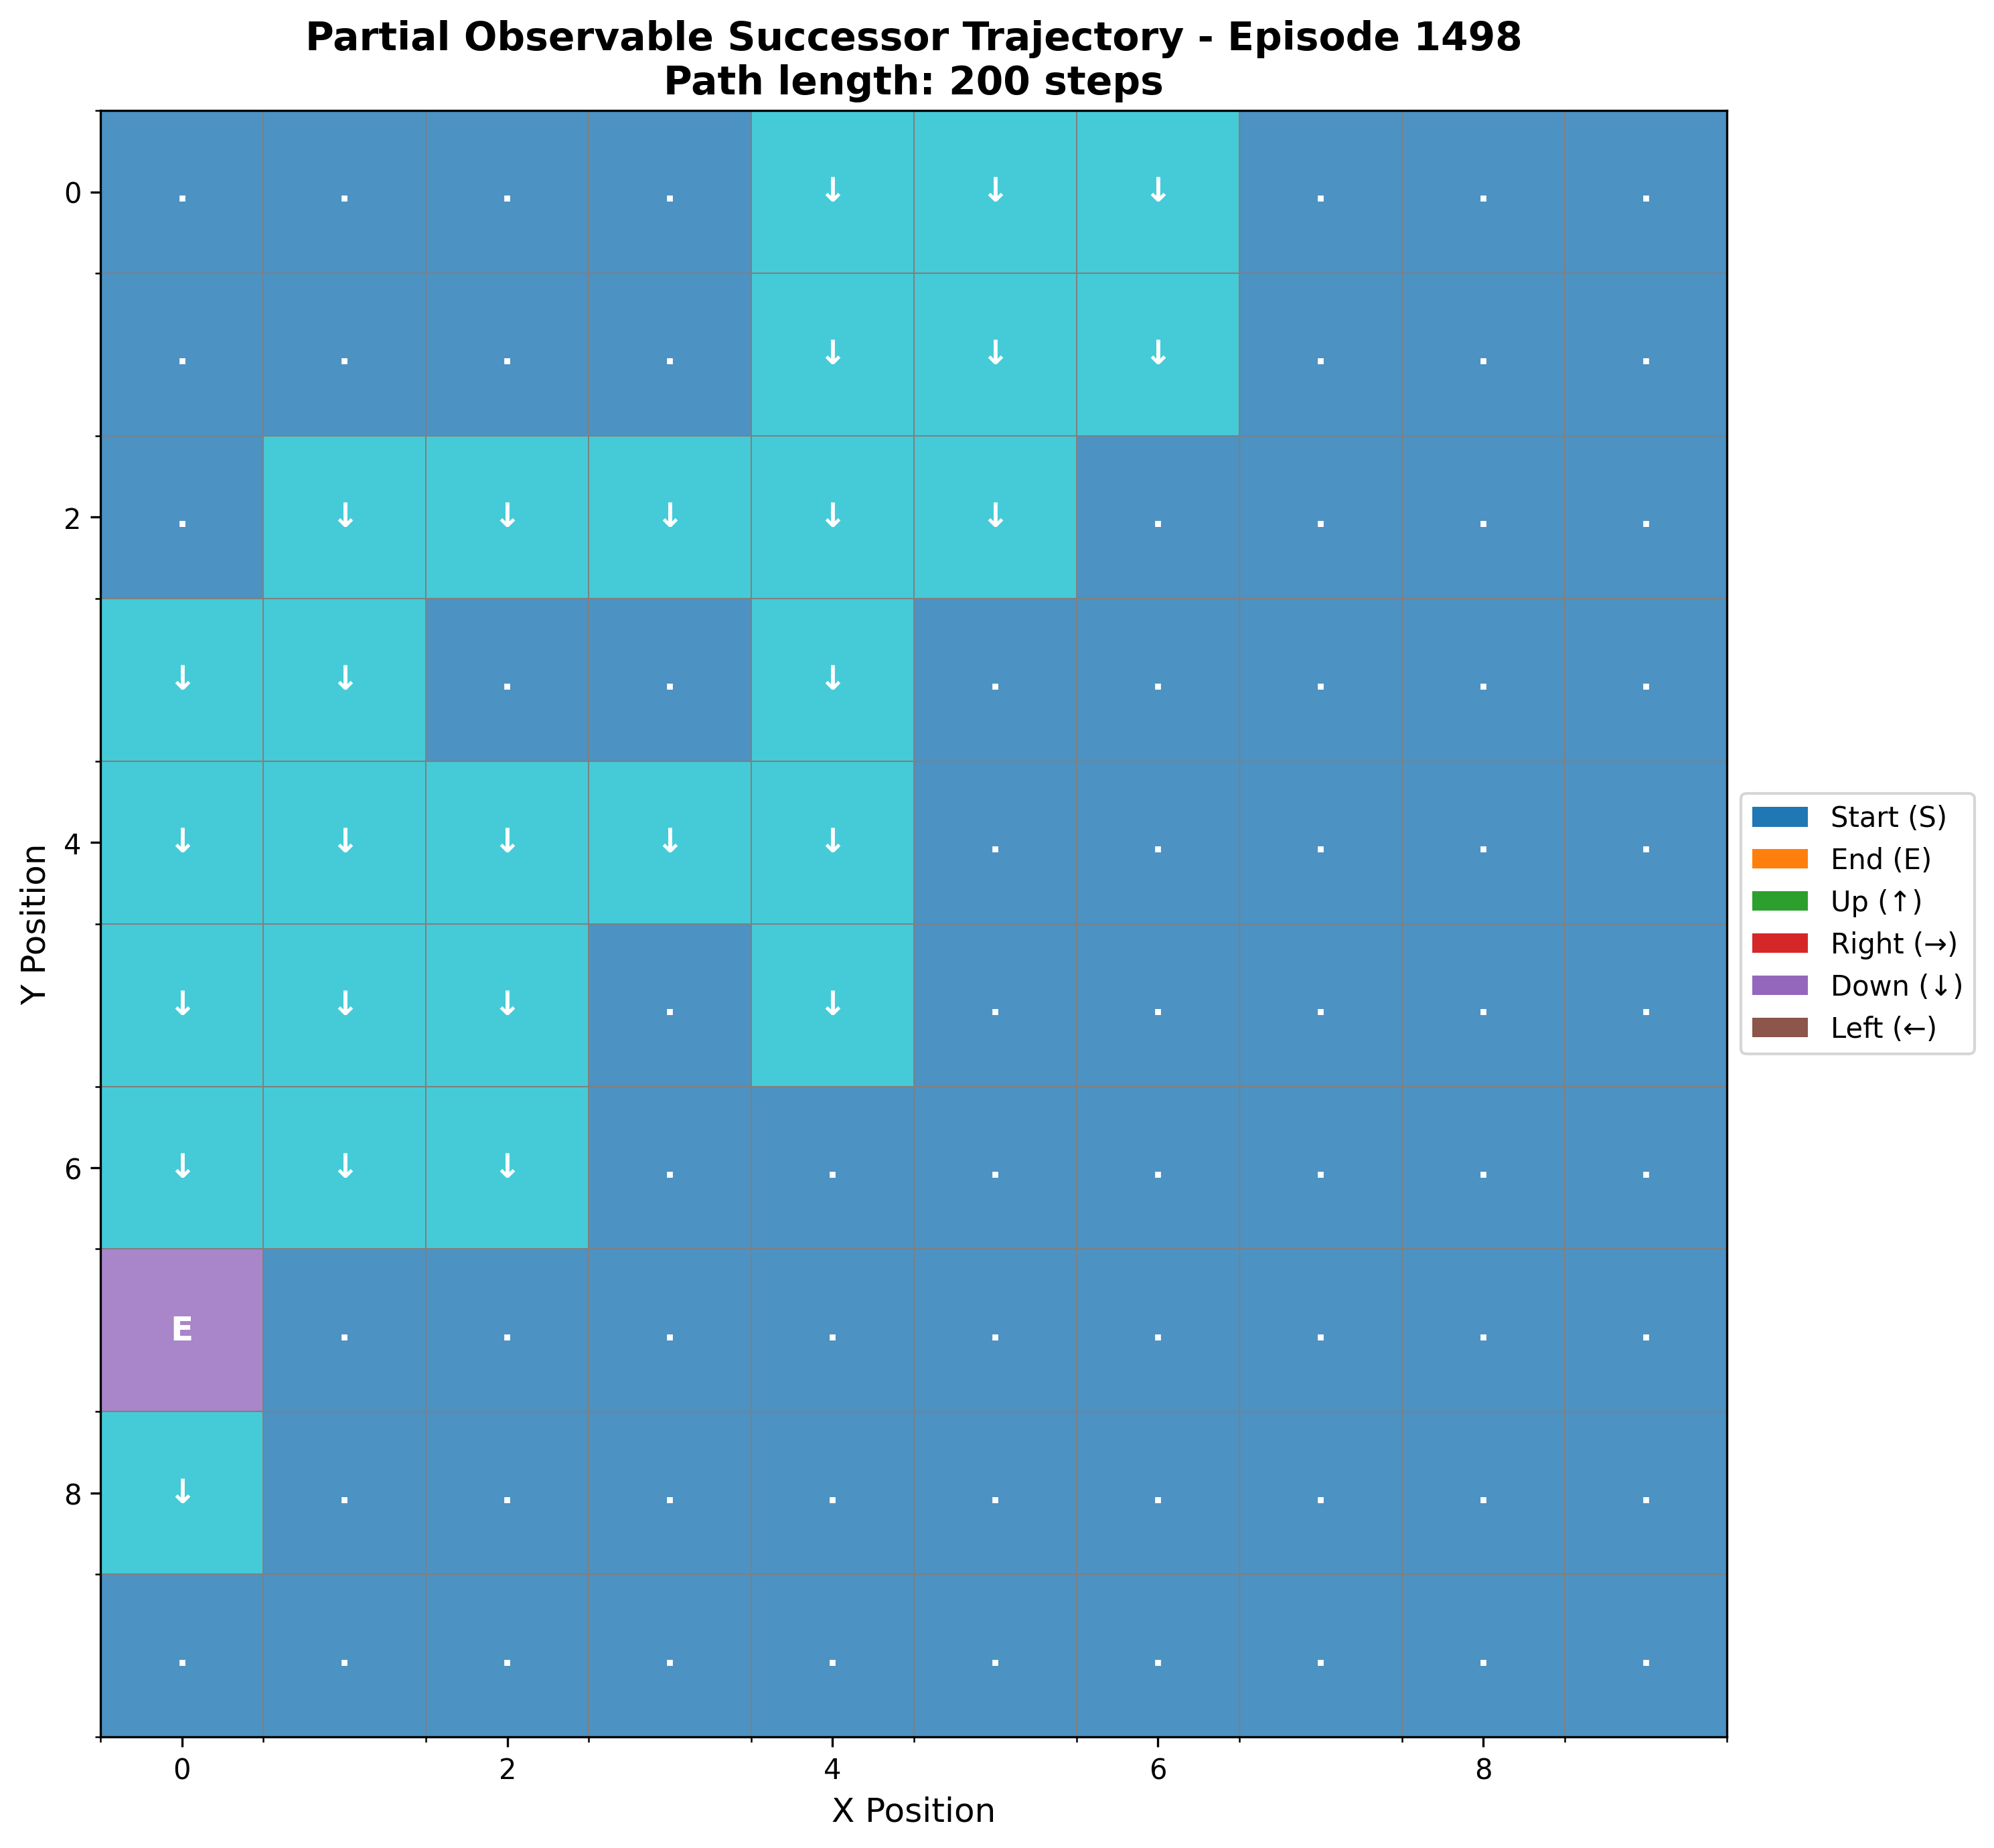 Partial Observable Successor Trajectory - Episode 1498
Path length: 200 steps
0 . . . . ↓ ↓ ↓ . . .
. . . . ↓ ↓ ↓ . . .
2 . ↓ ↓ ↓ ↓ ↓ . . . .
↓ ↓ . . ↓ . . . . .
4 ↓ ↓ ↓ ↓ ↓ . . . . .
↓ ↓ ↓ . ↓ . . . . .
6 ↓ ↓ ↓ . . . . . . .
E . . . . . . . . .
8 ↓ . . . . . . . . .
. . . . . . . . . .
0 2 4 6 8
X Position
Y Position
Start (S)
End (E)
Up (↑)
Right (→)
Down (↓)
Left (←)